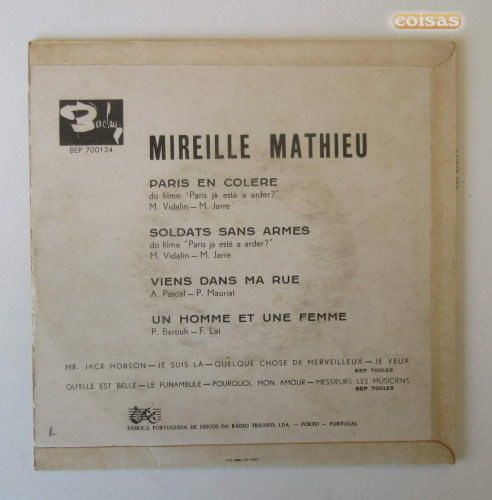 coisas
Barclay
BEP 700134
MIREILLE MATHIEU
PARIS EN COLERE
do filme "Paris já está a arder?"
M. Vidalin — M. Jarre
SOLDATS SANS ARMES
do filme "Paris já está a arder?"
M. Vidalin — M. Jarre
VIENS DANS MA RUE
A. Pascal — P. Mauriat
UN HOMME ET UNE FEMME
P. Barouh — F. Lai
MR. JACK HOBSON — JE SUIS LÀ — QUELQUE CHOSE DE MERVEILLEUX — JE VEUX
BEP 700129
QU'ELLE EST BELLE — LE FUNAMBULE — POURQUOI, MON AMOUR — MESSIEURS LES MUSICIENS
BEP 700125
FÁBRICA PORTUGUESA DE DISCOS DA RÁDIO TRIUNFO, LDA. — PORTO — PORTUGAL